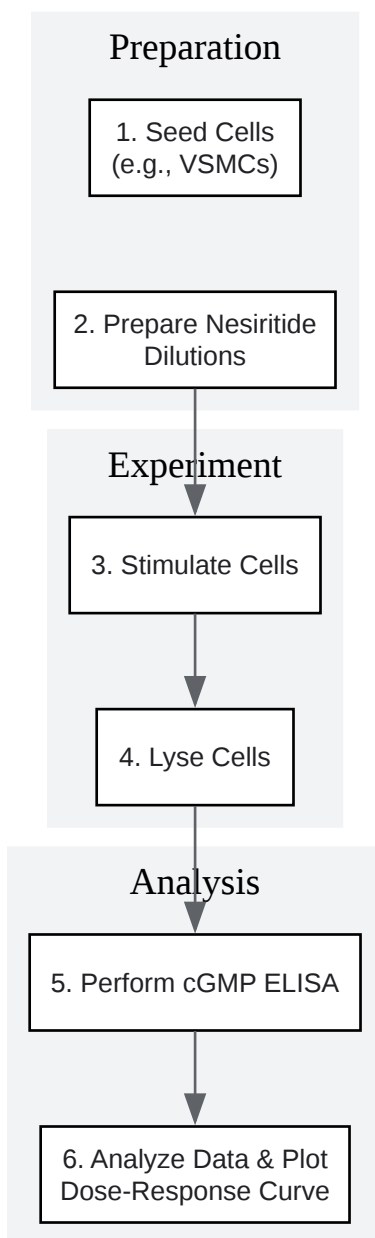 Preparation
1. Seed Cells
(e.g., VSMCs)
2. Prepare Nesiritide
Dilutions
Experiment
3. Stimulate Cells
4. Lyse Cells
Analysis
5. Perform cGMP ELISA
6. Analyze Data & Plot
Dose-Response Curve